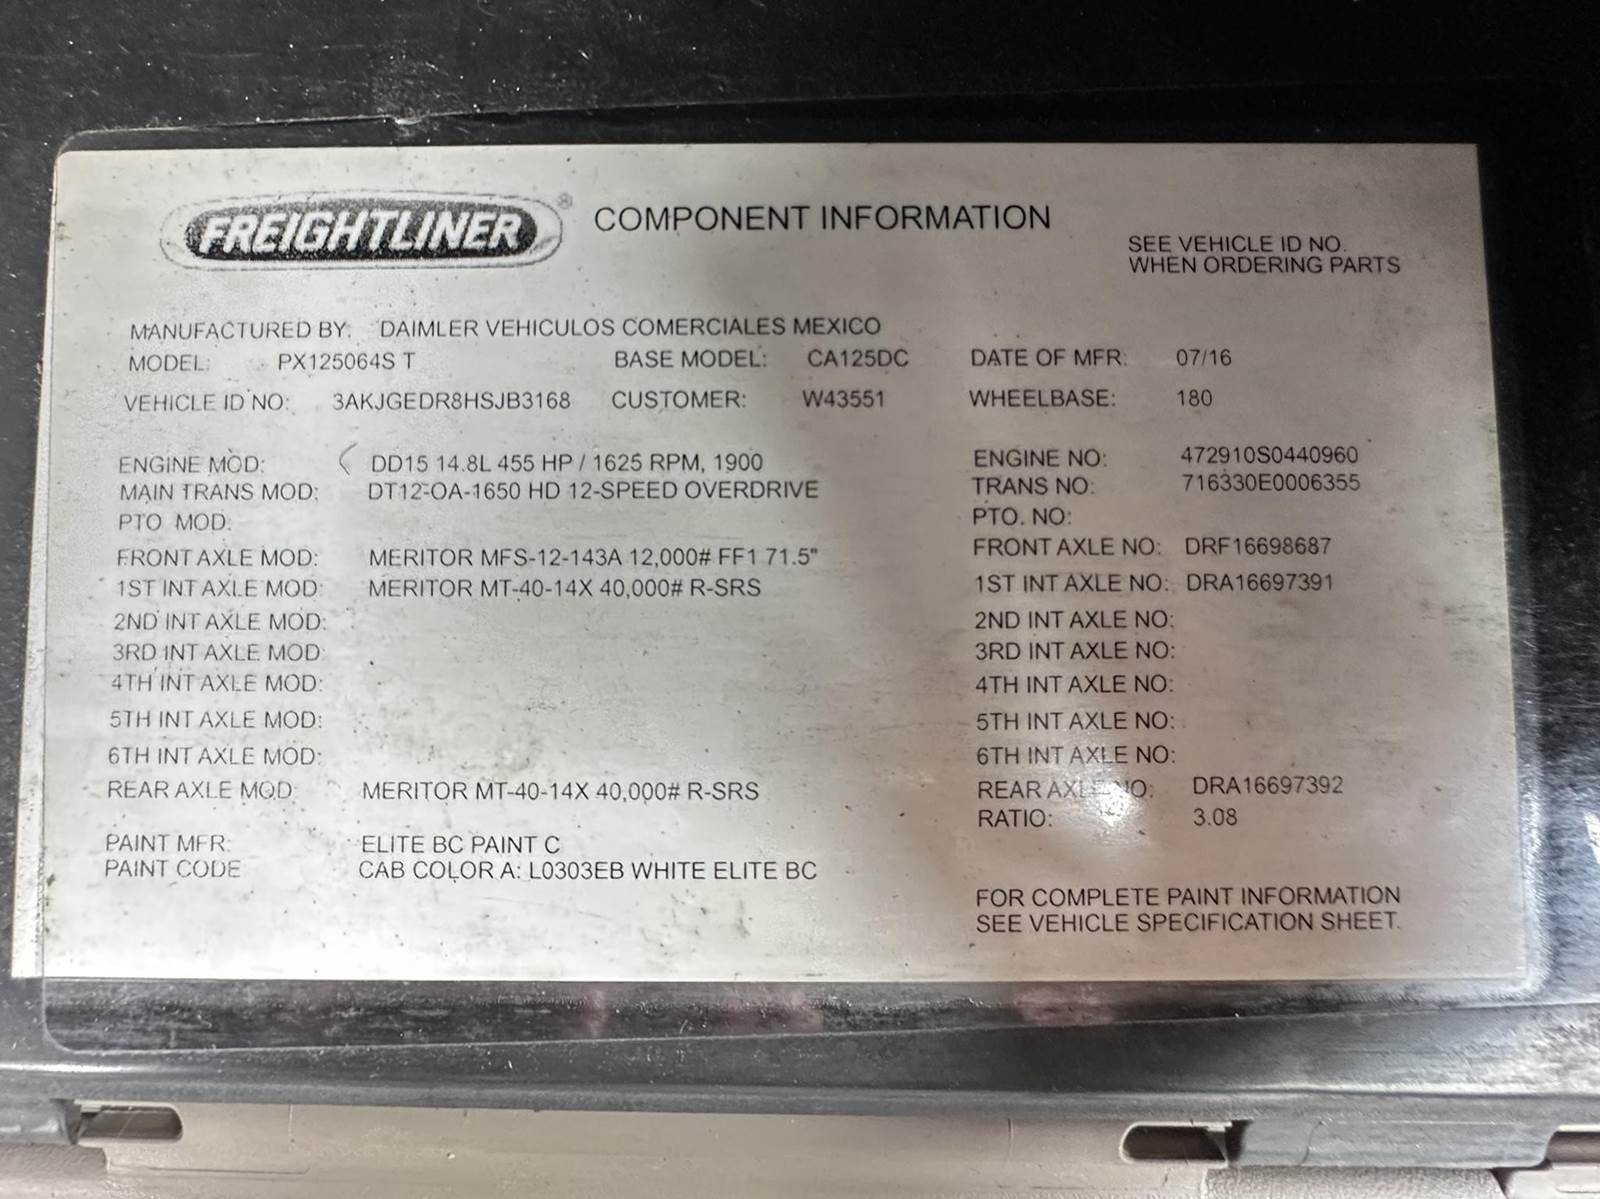 FREIGHTLINER® COMPONENT INFORMATION
SEE VEHICLE ID NO.
WHEN ORDERING PARTS
MANUFACTURED BY: DAIMLER VEHICULOS COMERCIALES MEXICO
MODEL: PX125064S T BASE MODEL: CA125DC DATE OF MFR: 07/16
VEHICLE ID NO: 3AKJGEDR8HSJB3168 CUSTOMER: W43551 WHEELBASE: 180
ENGINE MOD: DD15 14.8L 455 HP / 1625 RPM, 1900 ENGINE NO: 472910S0440960
MAIN TRANS MOD: DT12-OA-1650 HD 12-SPEED OVERDRIVE TRANS NO: 716330E0006355
PTO MOD: PTO. NO:
FRONT AXLE MOD: MERITOR MFS-12-143A 12,000# FF1 71.5" FRONT AXLE NO: DRF16698687
1ST INT AXLE MOD: MERITOR MT-40-14X 40,000# R-SRS 1ST INT AXLE NO: DRA16697391
2ND INT AXLE MOD: 2ND INT AXLE NO:
3RD INT AXLE MOD: 3RD INT AXLE NO:
4TH INT AXLE MOD: 4TH INT AXLE NO:
5TH INT AXLE MOD: 5TH INT AXLE NO:
6TH INT AXLE MOD: 6TH INT AXLE NO:
REAR AXLE MOD: MERITOR MT-40-14X 40,000# R-SRS REAR AXLE NO: DRA16697392
RATIO: 3.08
PAINT MFR: ELITE BC PAINT C
PAINT CODE CAB COLOR A: L0303EB WHITE ELITE BC
FOR COMPLETE PAINT INFORMATION
SEE VEHICLE SPECIFICATION SHEET.